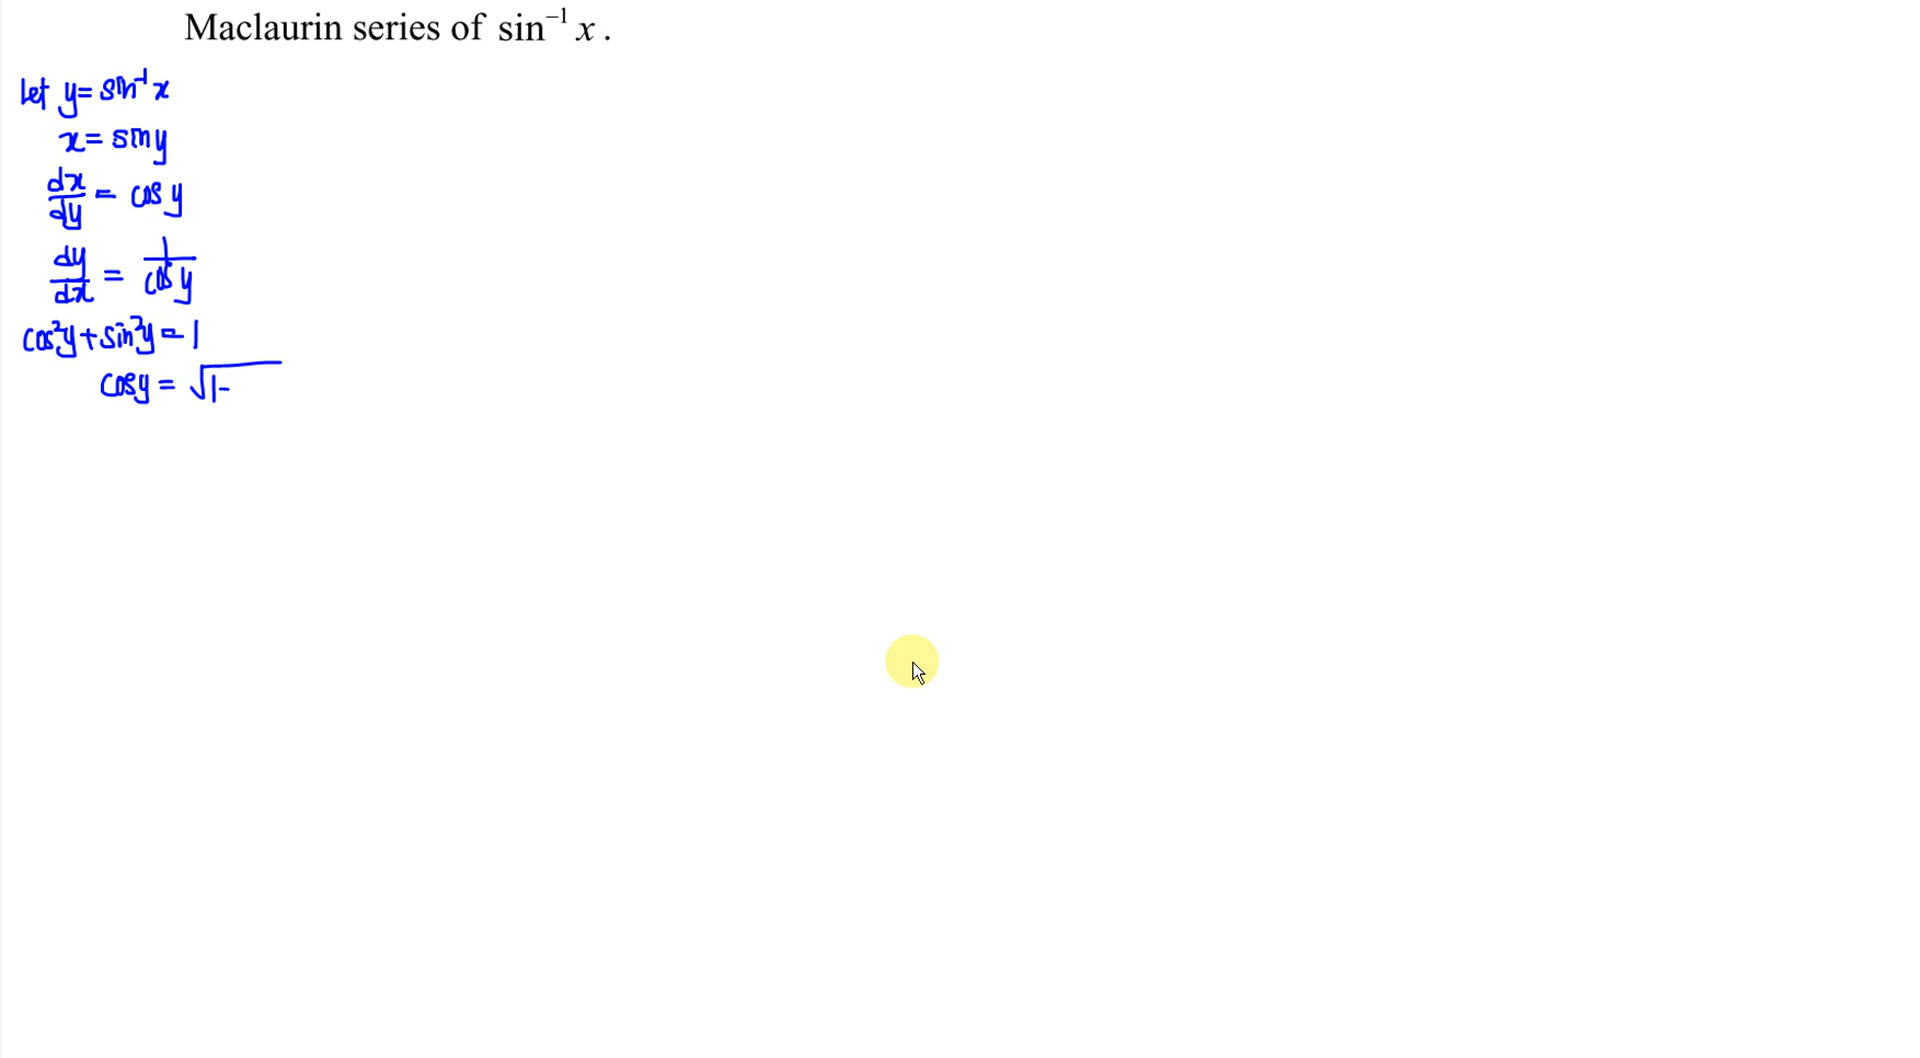 Maclaurin series of sin⁻¹ x .
let y = sin⁻¹ x
x = sin y
dx/dy = cos y
dy/dx = 1/cos y
cos²y + sin²y = 1
cos y = √1-